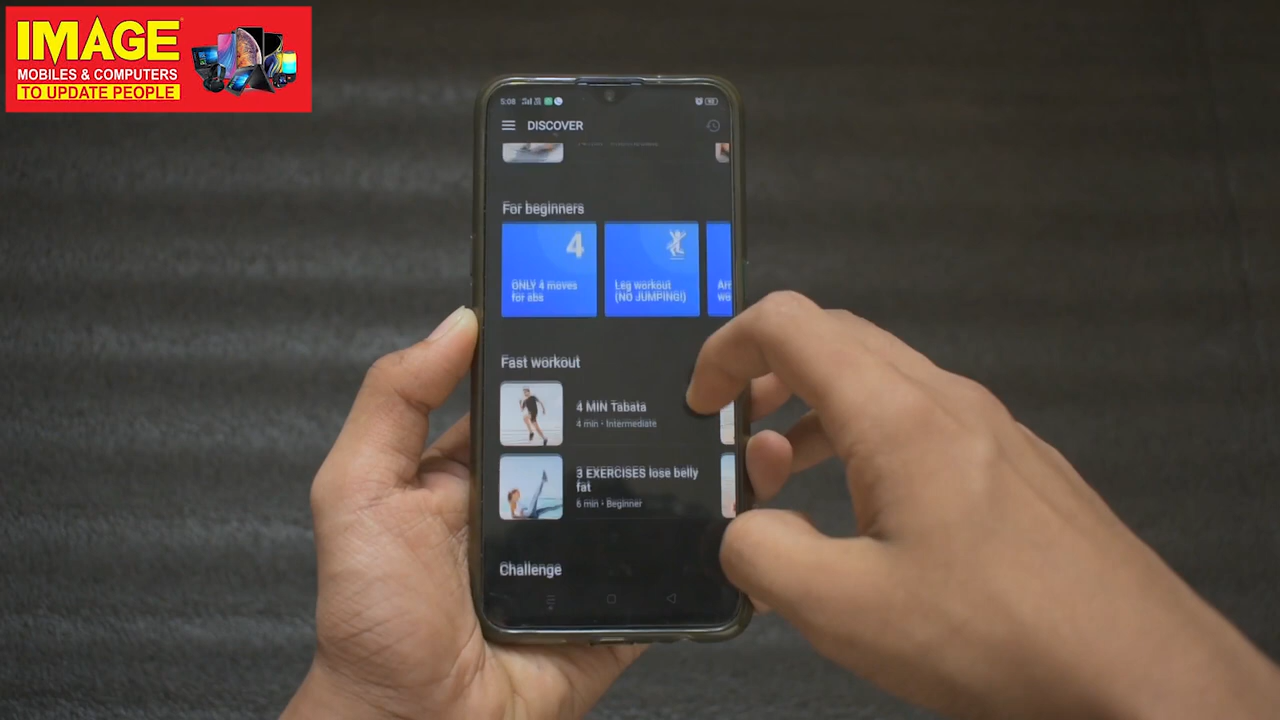 IMAGE
MOBILES & COMPUTERS
TO UPDATE PEOPLE
5:08
DISCOVER
For beginners
4
ONLY 4 moves
for abs
Leg workout
(NO JUMPING!)
Fast workout
4 MIN Tabata
4 min • Intermediate
3 EXERCISES lose belly
fat
6 min • Beginner
Challenge